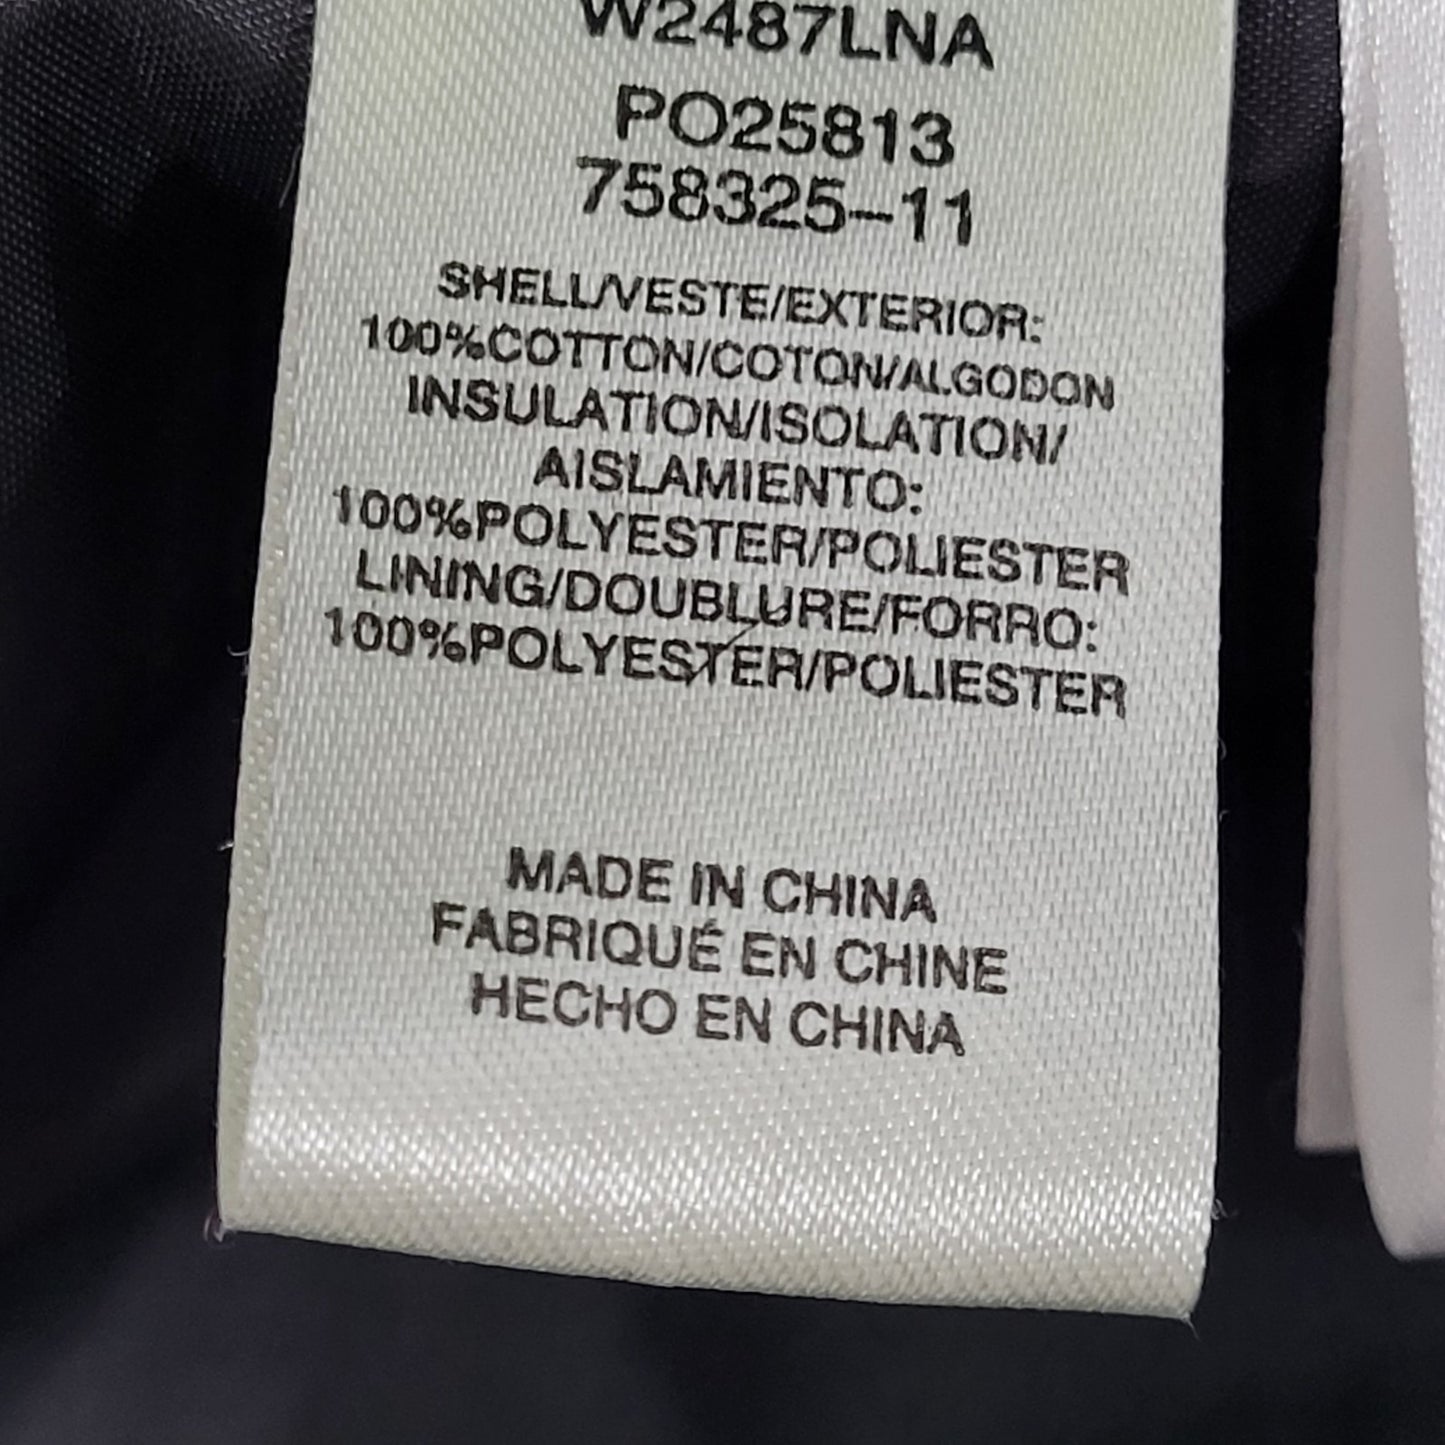 W2487LNA
PO25813
758325-11
SHELL/VESTE/EXTERIOR:
100%COTTON/COTON/ALGODON
INSULATION/ISOLATION/
AISLAMIENTO:
100%POLYESTER/POLIESTER
LINING/DOUBLURE/FORRO:
100%POLYESTER/POLIESTER
MADE IN CHINA
FABRIQUÉ EN CHINE
HECHO EN CHINA